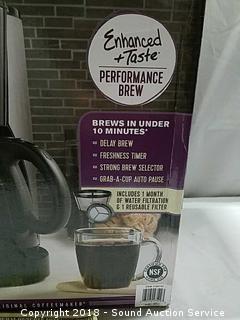 Enhanced
+ Taste™
PERFORMANCE
BREW
BREWS IN UNDER
10 MINUTES*
DELAY BREW
FRESHNESS TIMER
STRONG BREW SELECTOR
GRAB-A-CUP AUTO PAUSE
INCLUDES 1 MONTH
OF WATER FILTRATION
& 1 REUSABLE FILTER
NSF
ORIGINAL COFFEEMAKER
Copyright 2018 - Sound Auction Service